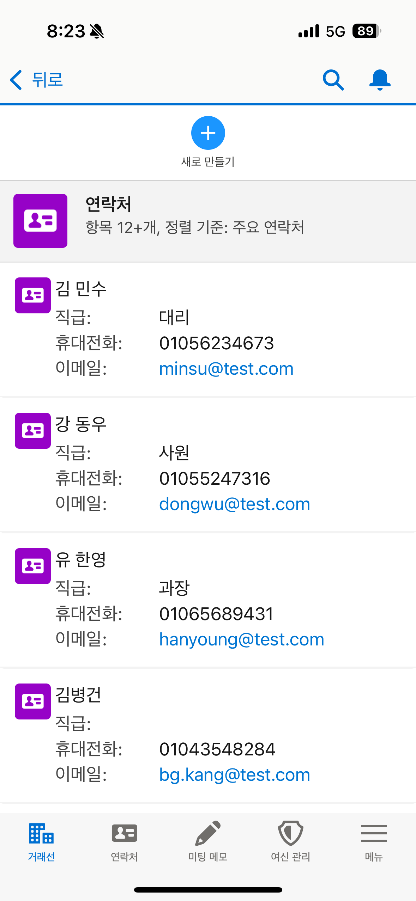 8:23 5G 89
뒤로
새로 만들기
연락처
항목 12+개, 정렬 기준: 주요 연락처
김 민수
직급: 대리
휴대전화: 01056234673
이메일: minsu@test.com
강 동우
직급: 사원
휴대전화: 01055247316
이메일: dongwu@test.com
유 한영
직급: 과장
휴대전화: 01065689431
이메일: hanyoung@test.com
김병건
직급:
휴대전화: 01043548284
이메일: bg.kang@test.com
거래선 연락처 미팅 메모 여신 관리 메뉴